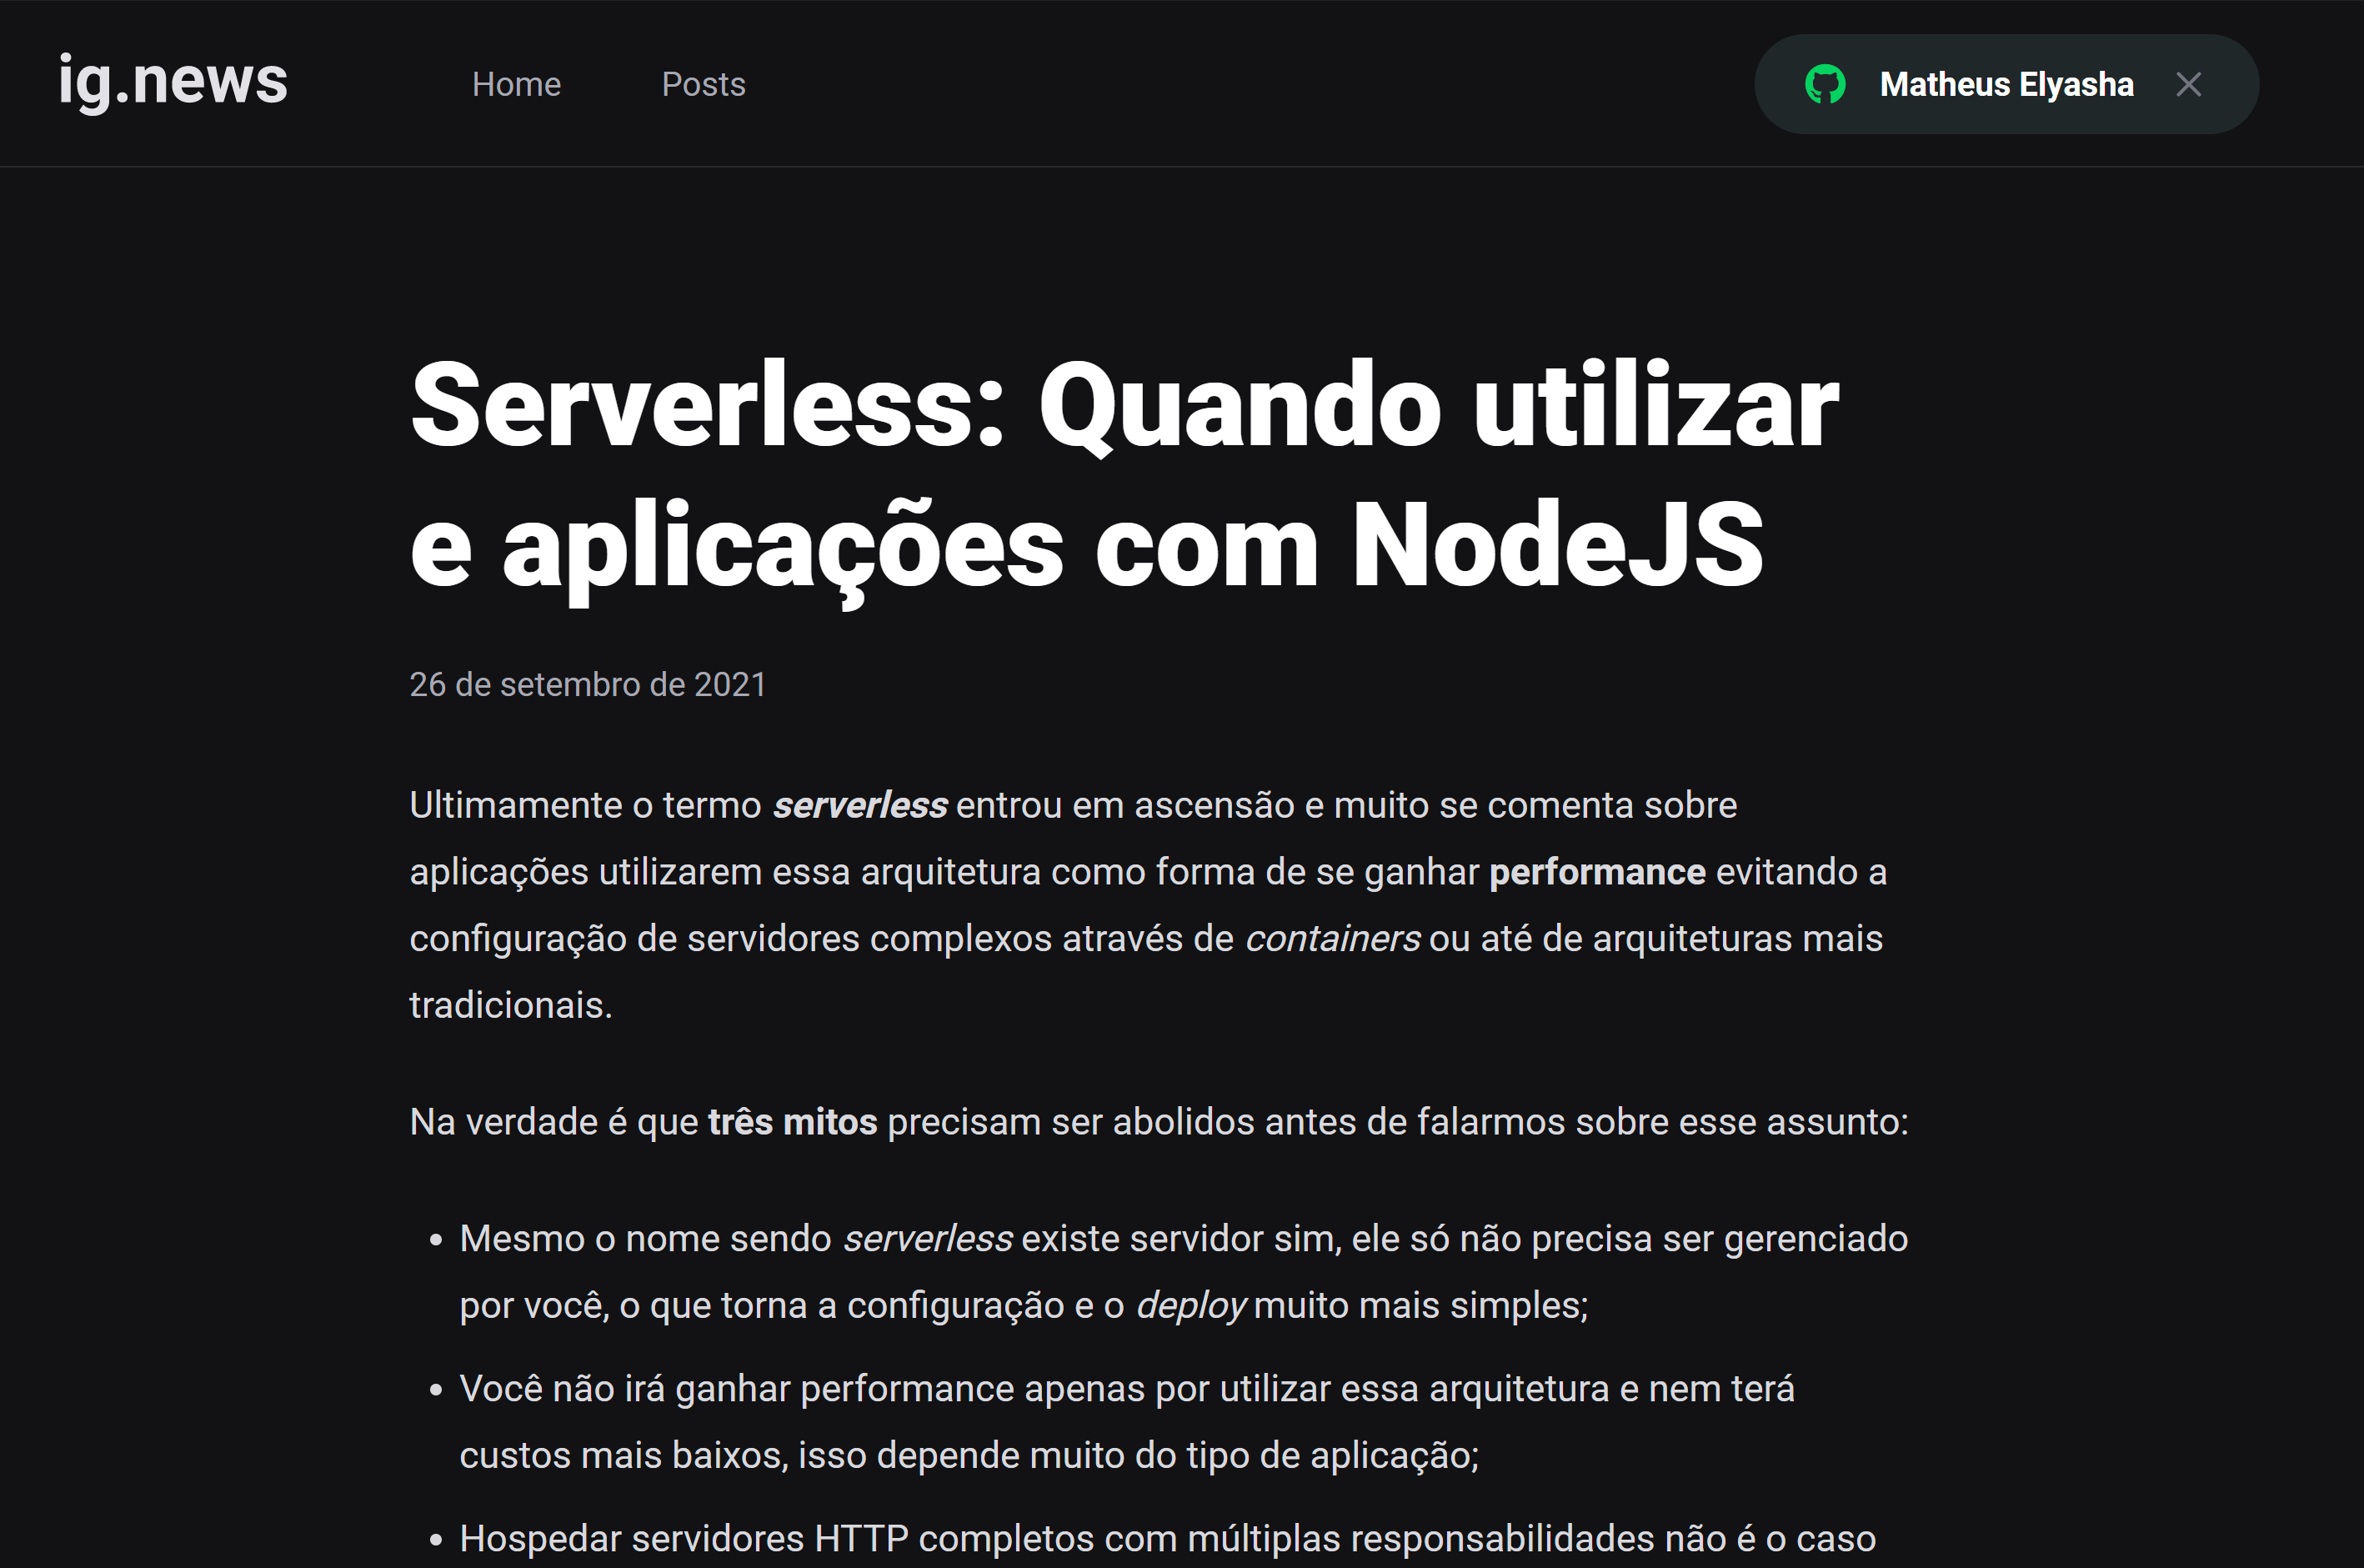 ig.news
Home
Posts
Matheus Elyasha
Serverless: Quando utilizar
e aplicações com NodeJS
26 de setembro de 2021
Ultimamente o termo serverless entrou em ascensão e muito se comenta sobre
aplicações utilizarem essa arquitetura como forma de se ganhar performance evitando a
configuração de servidores complexos através de containers ou até de arquiteturas mais
tradicionais.
Na verdade é que três mitos precisam ser abolidos antes de falarmos sobre esse assunto:
Mesmo o nome sendo serverless existe servidor sim, ele só não precisa ser gerenciado
por você, o que torna a configuração e o deploy muito mais simples;
Você não irá ganhar performance apenas por utilizar essa arquitetura e nem terá
custos mais baixos, isso depende muito do tipo de aplicação;
Hospedar servidores HTTP completos com múltiplas responsabilidades não é o caso